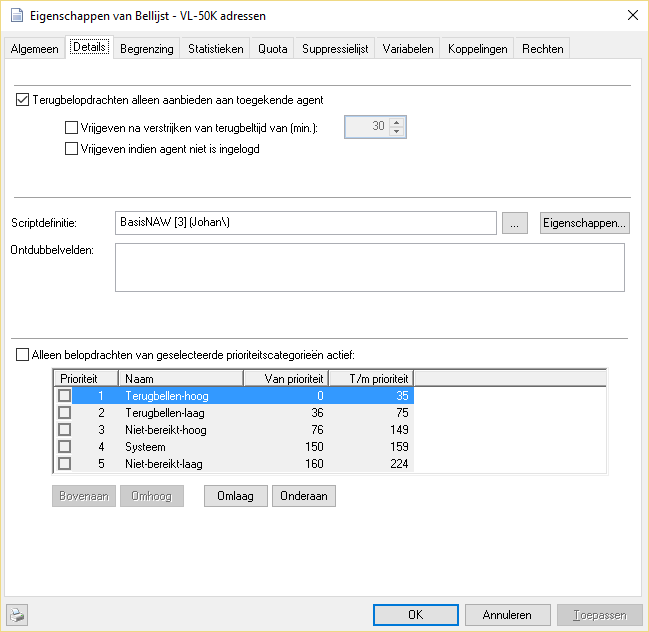 Eigenschappen van Bellijst - VL-50K adressen
Algemeen Details Begrenzing Statistieken Quota Suppressielijst Variabelen Koppelingen Rechten
Terugbelopdrachten alleen aanbieden aan toegekende agent
Vrijgeven na verstrijken van terugbeltijd van (min.): 30
Vrijgeven indien agent niet is ingelogd
Scriptdefinitie: BasisNAW [3] (Johan\) ... Eigenschappen...
Ontdubbelvelden:
Alleen belopdrachten van geselecteerde prioriteitscategorieën actief:
Prioriteit Naam Van prioriteit T/m prioriteit
1 Terugbellen-hoog 0 35
2 Terugbellen-laag 36 75
3 Niet-bereikt-hoog 76 149
4 Systeem 150 159
5 Niet-bereikt-laag 160 224
Bovenaan Omhoog Omlaag Onderaan
OK Annuleren Toepassen